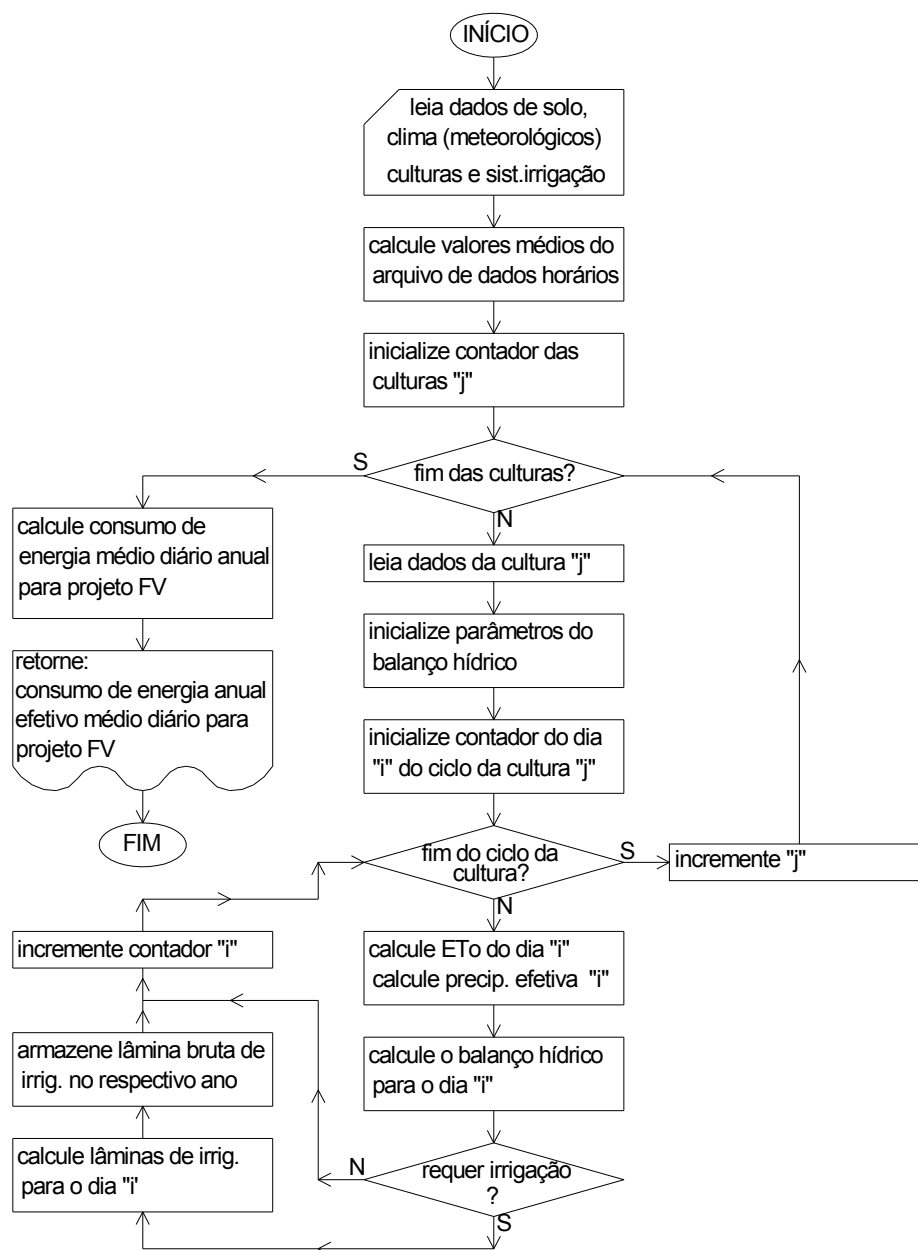 INÍCIO
leia dados de solo,
clima (meteorológicos)
culturas e sist.irrigação
calcule valores médios do
arquivo de dados horários
inicialize contador das
culturas "j"
S
fim das culturas?
N
calcule consumo de
energia médio diário anual
para projeto FV
leia dados da cultura "j"
inicialize parâmetros do
balanço hídrico
retorne:
consumo de energia anual
efetivo médio diário para
projeto FV
inicialize contador do dia
"i" do ciclo da cultura "j"
FIM
fim do ciclo da
cultura?
S
incremente "j"
N
incremente contador "i"
calcule ETo do dia "i"
calcule precip. efetiva "i"
armazene lâmina bruta de
irrig. no respectivo ano
calcule o balanço hídrico
para o dia "i"
calcule lâminas de irrig.
para o dia "i'
N
requer irrigação
?
S